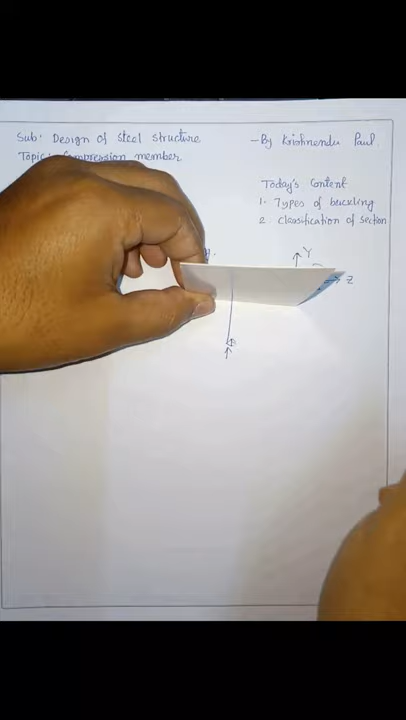 Sub: Design of steel structure
-By Krishnendu Paul.
Topic: Compression member
Today's Content
1. Types of buckling
2. Classification of section
Y
Z